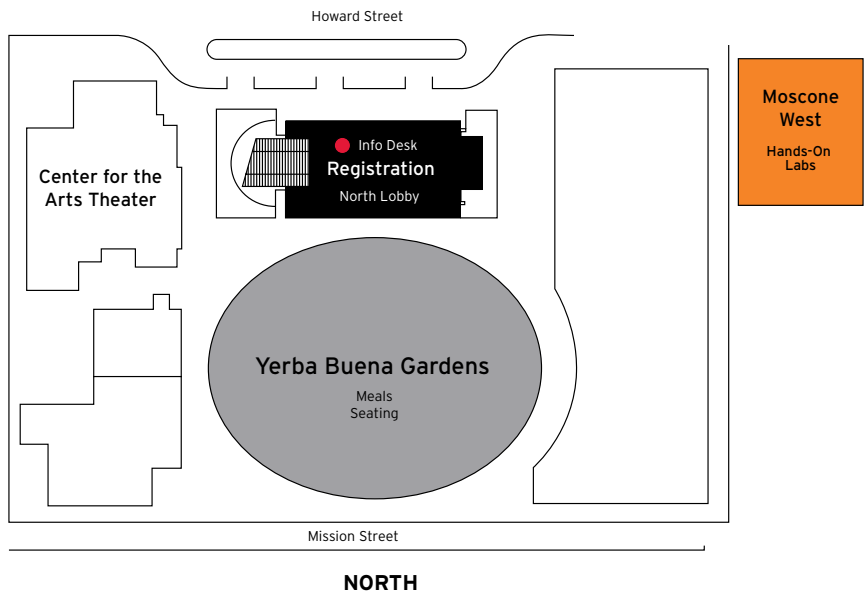 Howard Street
Moscone
West
Hands-On
Labs
Info Desk
Registration
North Lobby
Center for the
Arts Theater
Yerba Buena Gardens
Meals
Seating
Mission Street
NORTH